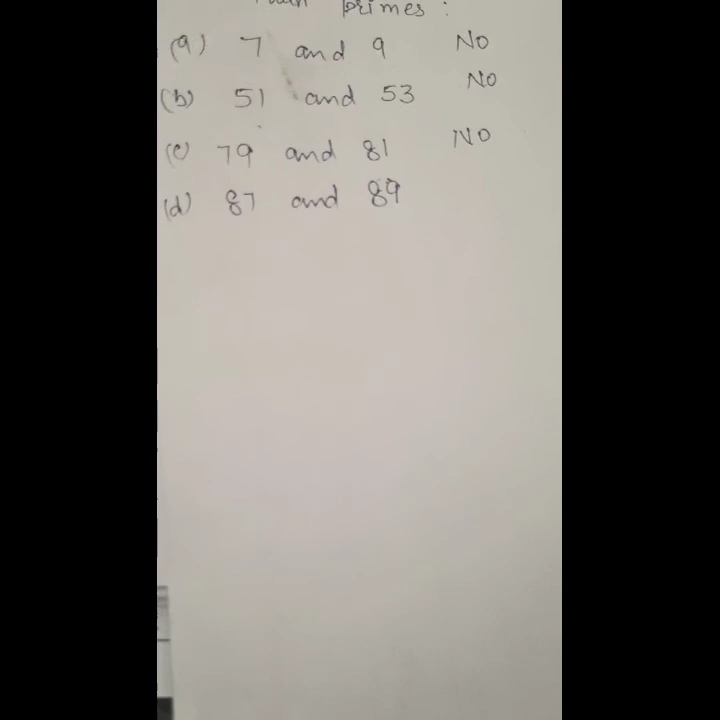 primes :
(a) 7 and 9 No
(b) 51 and 53 No
(c) 79 and 81 No
(d) 87 and 89